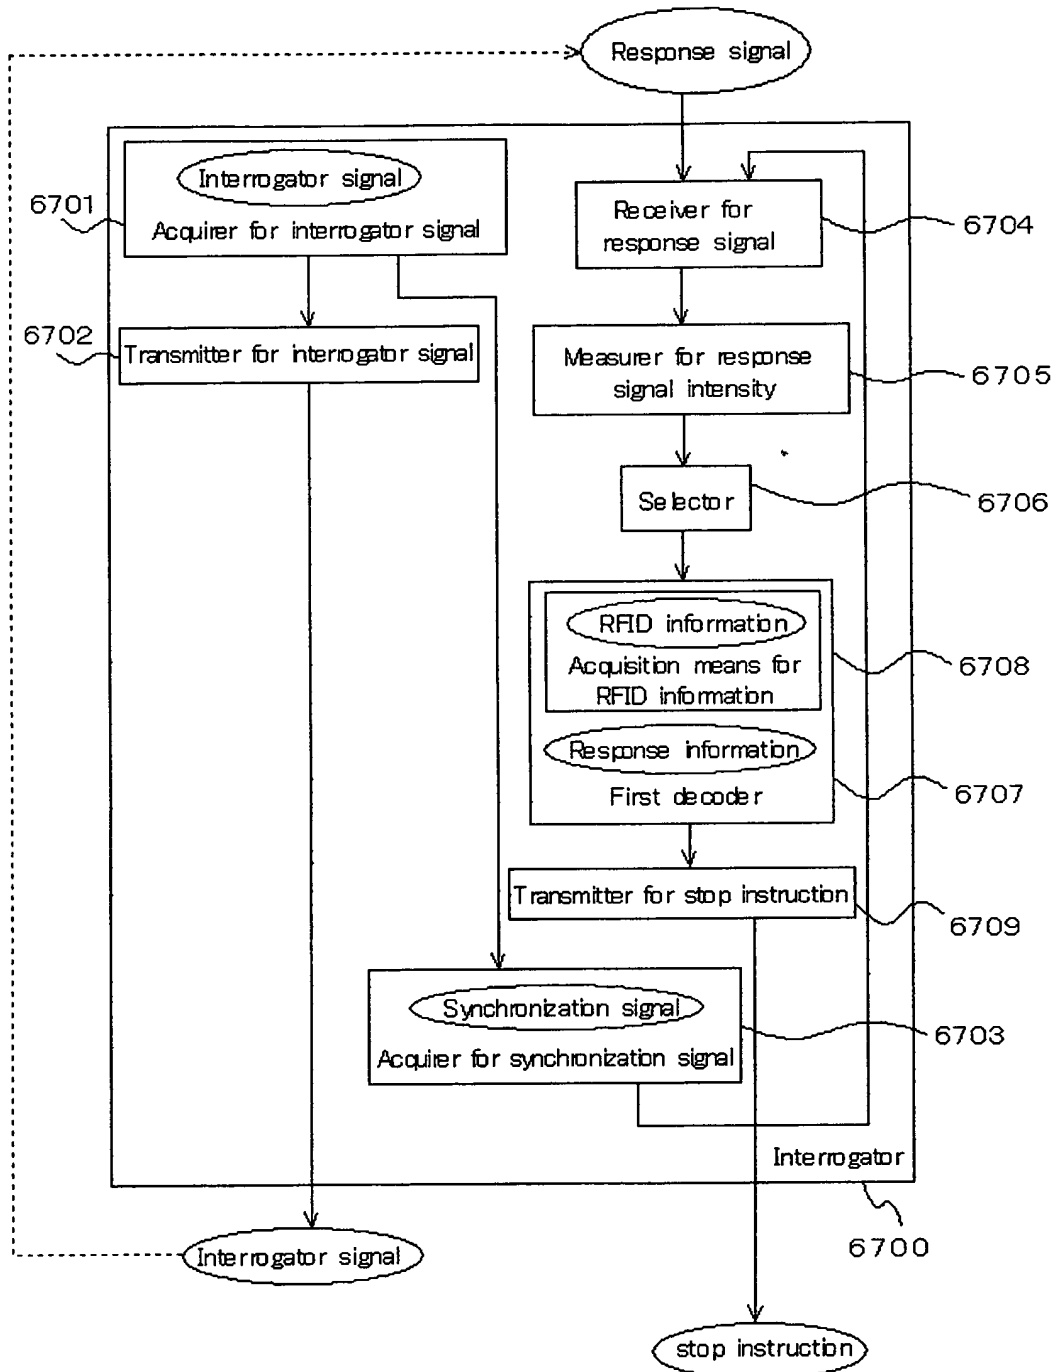 Response signal
Interrogator signal
6701
Acquirer for interrogator signal
Receiver for
response signal
6704
6702
Transmitter for interrogator signal
Measurer for response
signal intensity
6705
Selector
6706
RFID information
Acquisition means for
RFID information
6708
Response information
First decoder
6707
Transmitter for stop instruction
6709
Synchronization signal
Acquirer for synchronization signal
6703
Interrogator
6700
Interrogator signal
stop instruction